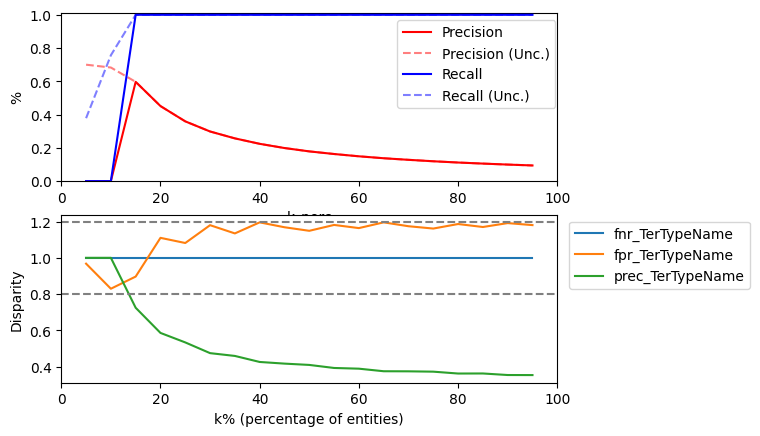 1.0
0.8
0.6
0.4
0.2
0.0
%
Precision
Precision (Unc.)
Recall
Recall (Unc.)
0
20
40
60
80
100
1.2
1.0
0.8
0.6
0.4
Disparity
fnr_TerTypeName
fpr_TerTypeName
prec_TerTypeName
0
20
40
60
80
100
k% (percentage of entities)